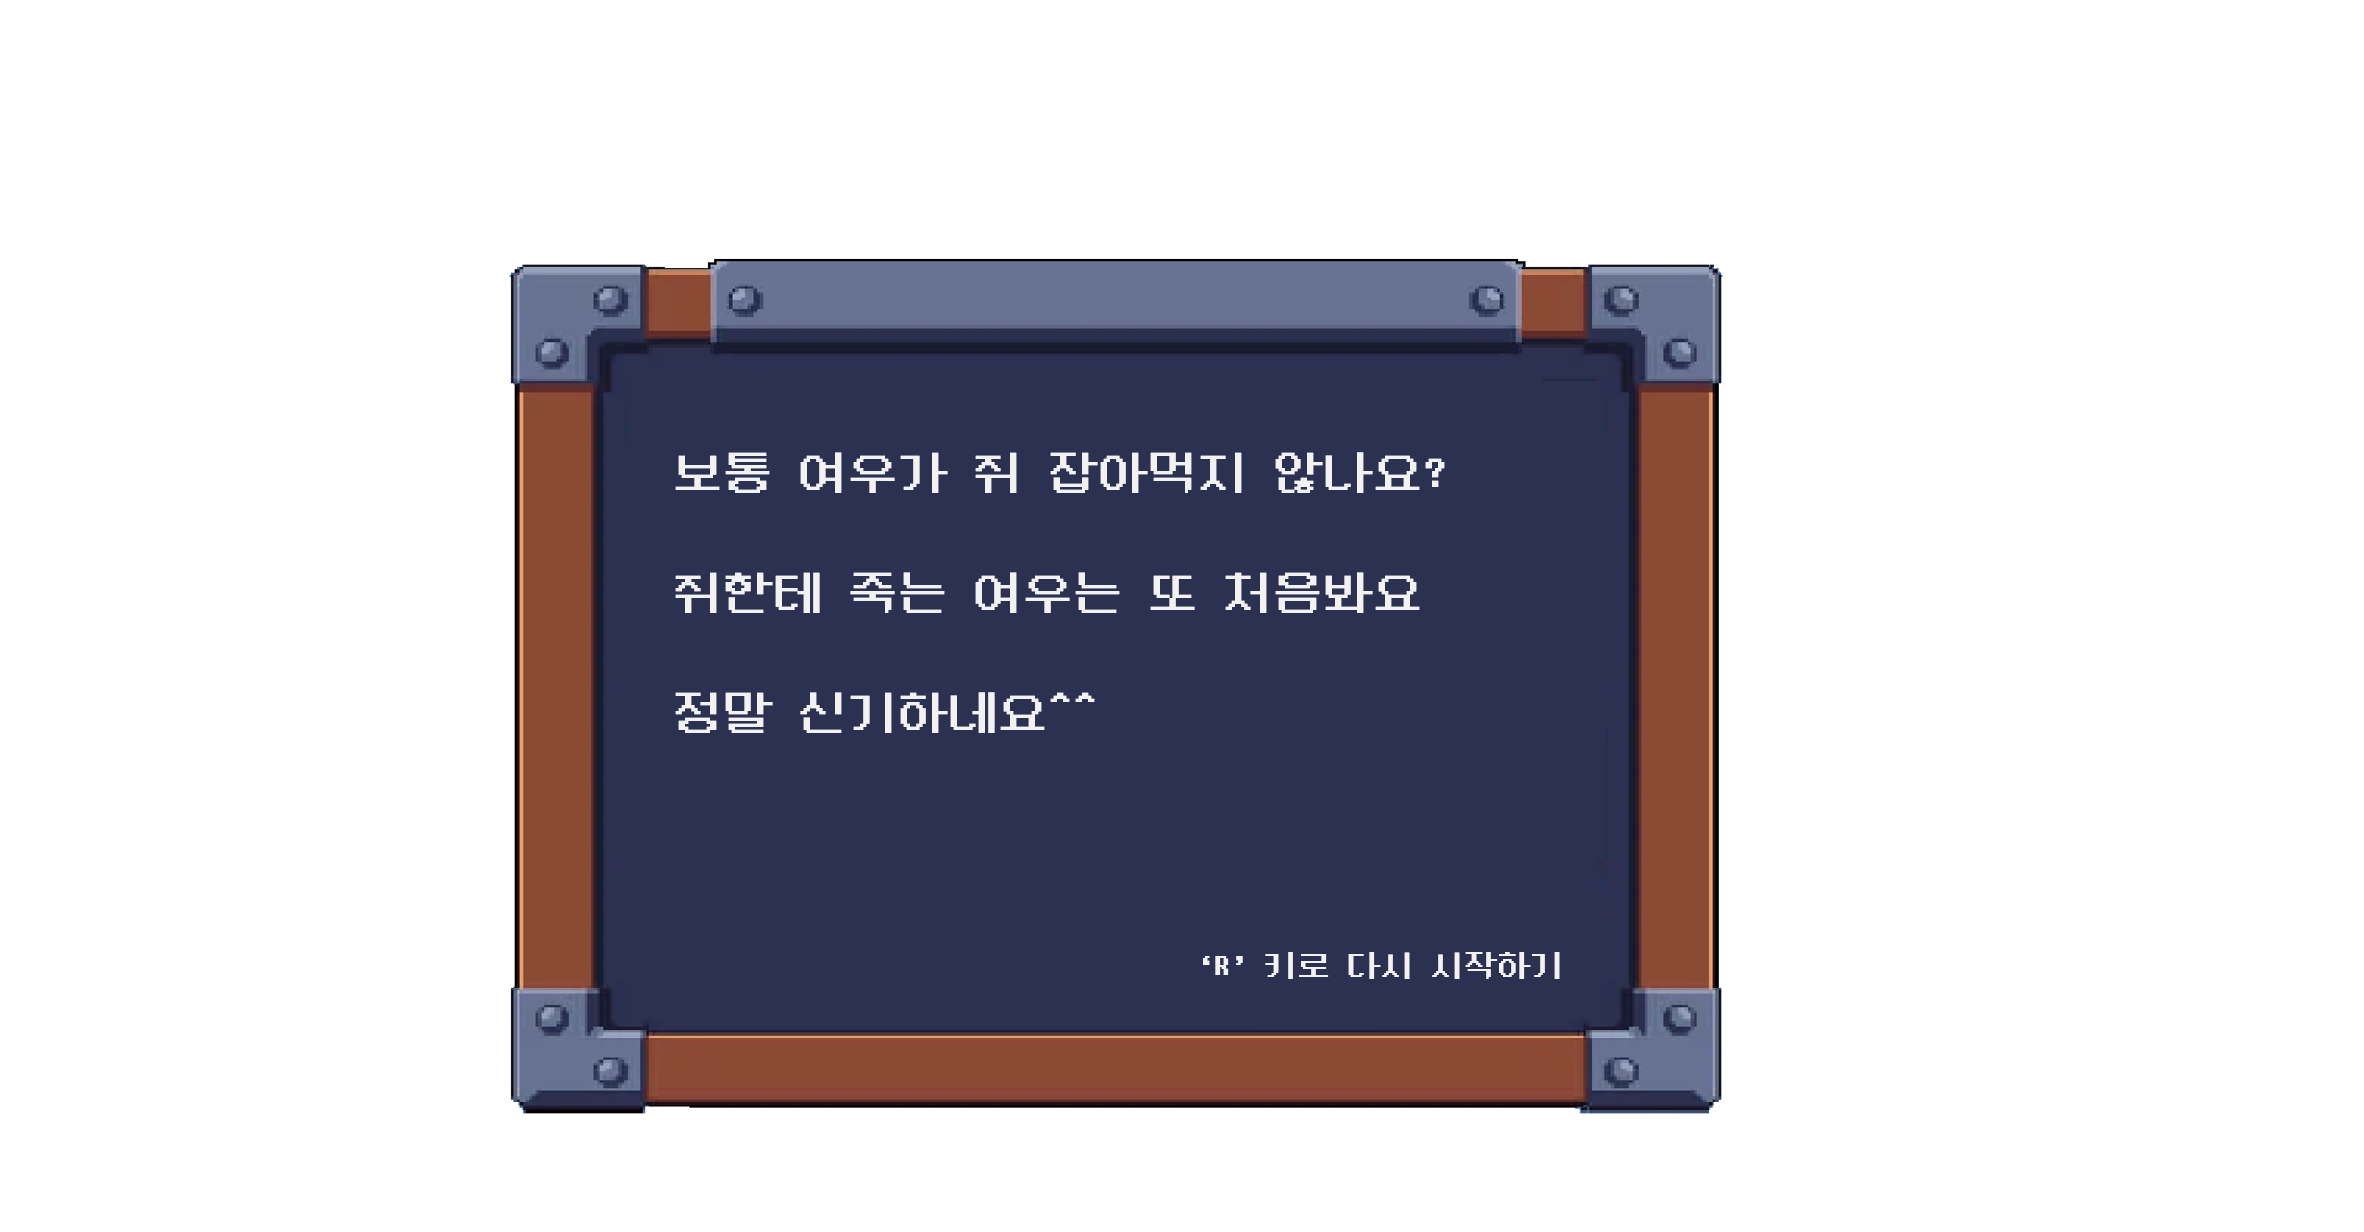 보통 여우가 쥐 잡아먹지 않나요?
쥐한테 죽는 여우는 또 처음봐요
정말 신기하네요^^
‘R’ 키로 다시 시작하기